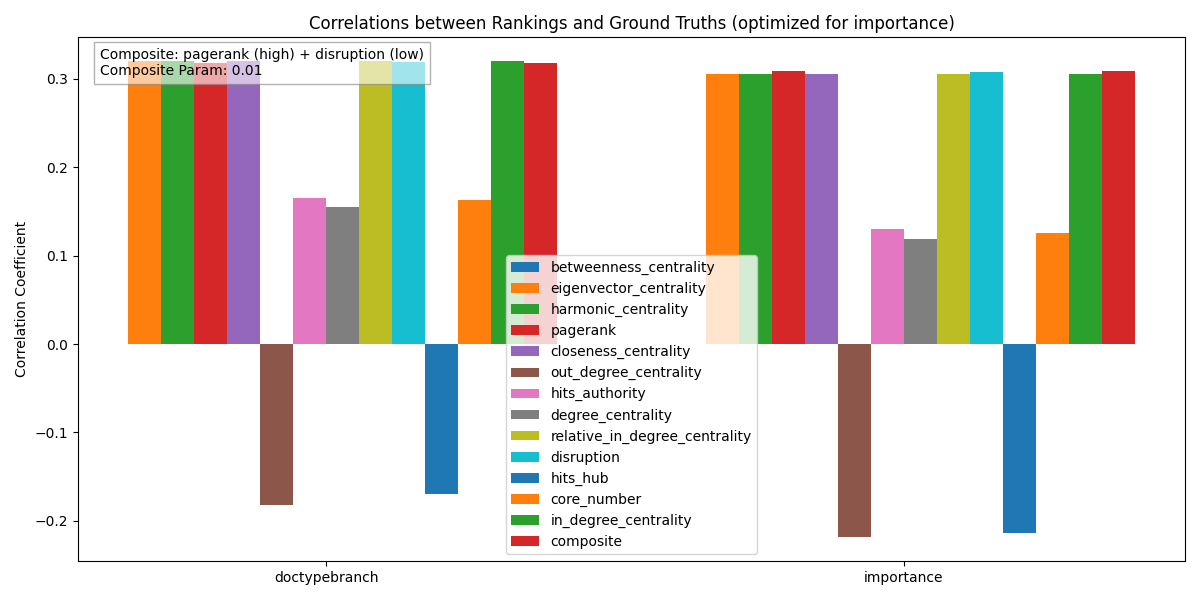 Correlations between Rankings and Ground Truths (optimized for importance)
Composite: pagerank (high) + disruption (low)
Composite Param: 0.01
Correlation Coefficient
0.3
0.2
0.1
0.0
−0.1
−0.2
betweenness_centrality
eigenvector_centrality
harmonic_centrality
pagerank
closeness_centrality
out_degree_centrality
hits_authority
degree_centrality
relative_in_degree_centrality
disruption
hits_hub
core_number
in_degree_centrality
composite
doctypebranch
importance